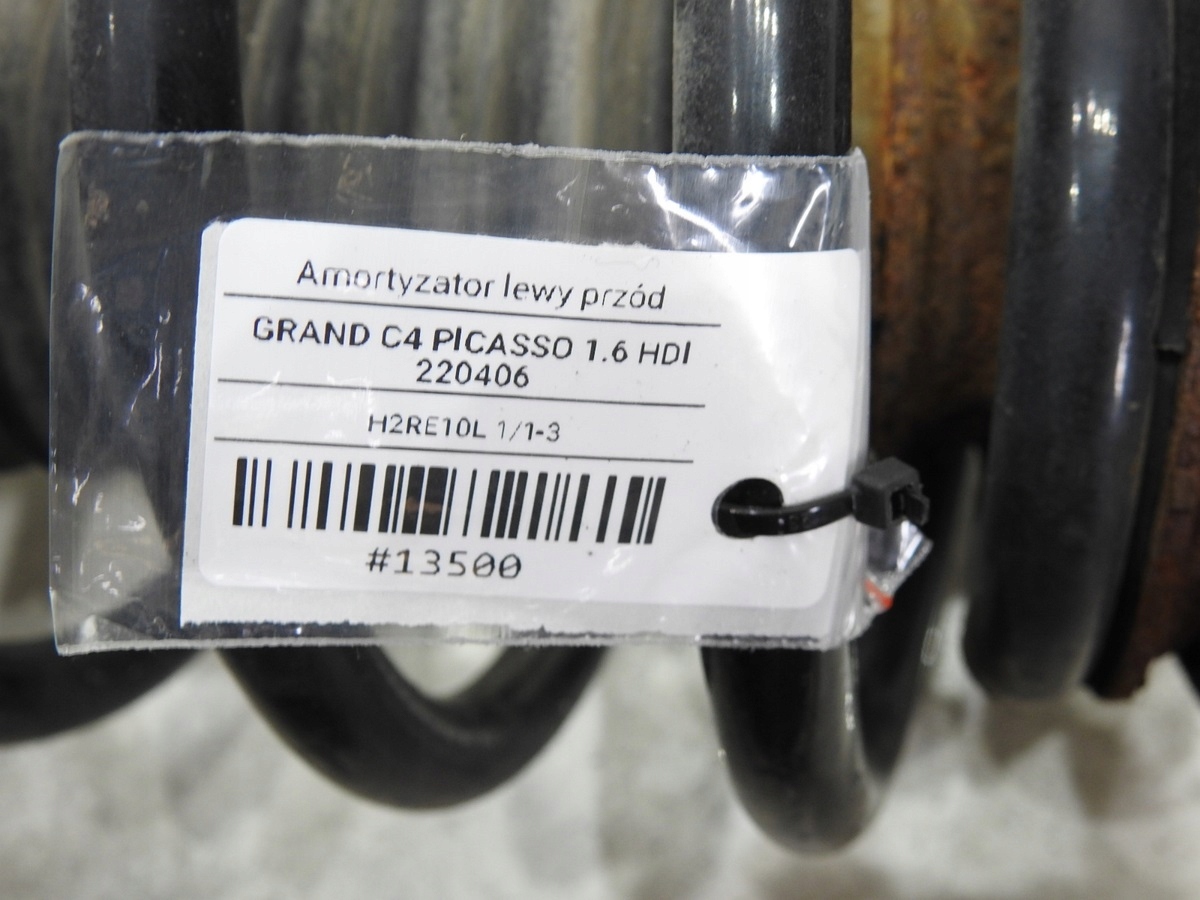 Amortyzator lewy przód
GRAND C4 PICASSO 1.6 HDI
220406
H2RE10L 1/1-3
#13500